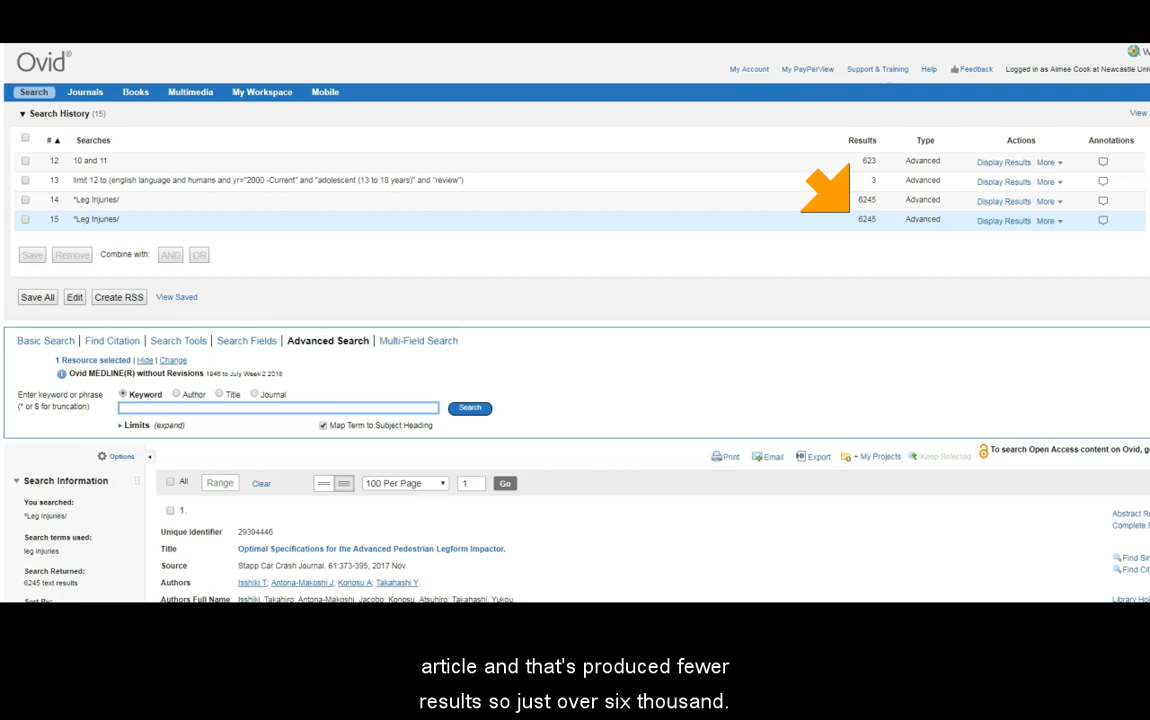 Ovid®
My Account My PayPerView Support & Training Help Feedback Logged in as Aimee Cook at Newcastle Univ
Search Journals Books Multimedia My Workspace Mobile
▼ Search History (15) View
# ▲ Searches Results Type Actions Annotations
12 10 and 11 623 Advanced Display Results More ▾
13 limit 12 to (english language and humans and yr="2000 -Current" and "adolescent (13 to 18 years)" and "review") 3 Advanced Display Results More ▾
14 *Leg Injuries/ 6245 Advanced Display Results More ▾
15 *Leg Injuries/ 6245 Advanced Display Results More ▾
Save Remove Combine with: AND OR
Save All Edit Create RSS View Saved
Basic Search | Find Citation | Search Tools | Search Fields | Advanced Search | Multi-Field Search
1 Resource selected | Hide | Change
Ovid MEDLINE(R) without Revisions 1946 to July Week 2 2018
Enter keyword or phrase Keyword Author Title Journal
(* or $ for truncation) Search
▸ Limits (expand) Map Term to Subject Heading
Options Print Email Export + My Projects Keep Selected To search Open Access content on Ovid, g
▼ Search Information All Range Clear 100 Per Page ▼ 1 Go
You searched: 1.
*Leg Injuries/ Abstract Re
Search terms used: Unique Identifier 29394446 Complete
leg injuries Title Optimal Specifications for the Advanced Pedestrian Legform Impactor.
Search Returned: Source Stapp Car Crash Journal. 61:373-395, 2017 Nov. Find Sir
6245 text results Authors Isshiki T; Antona-Makoshi J; Konosu A; Takahashi Y. Find Cit
Sort By: Authors Full Name Isshiki, Takahiro; Antona-Makoshi, Jacobo; Konosu, Atsuhiro; Takahashi, Yukou. Library Hol
article and that's produced fewer
results so just over six thousand.